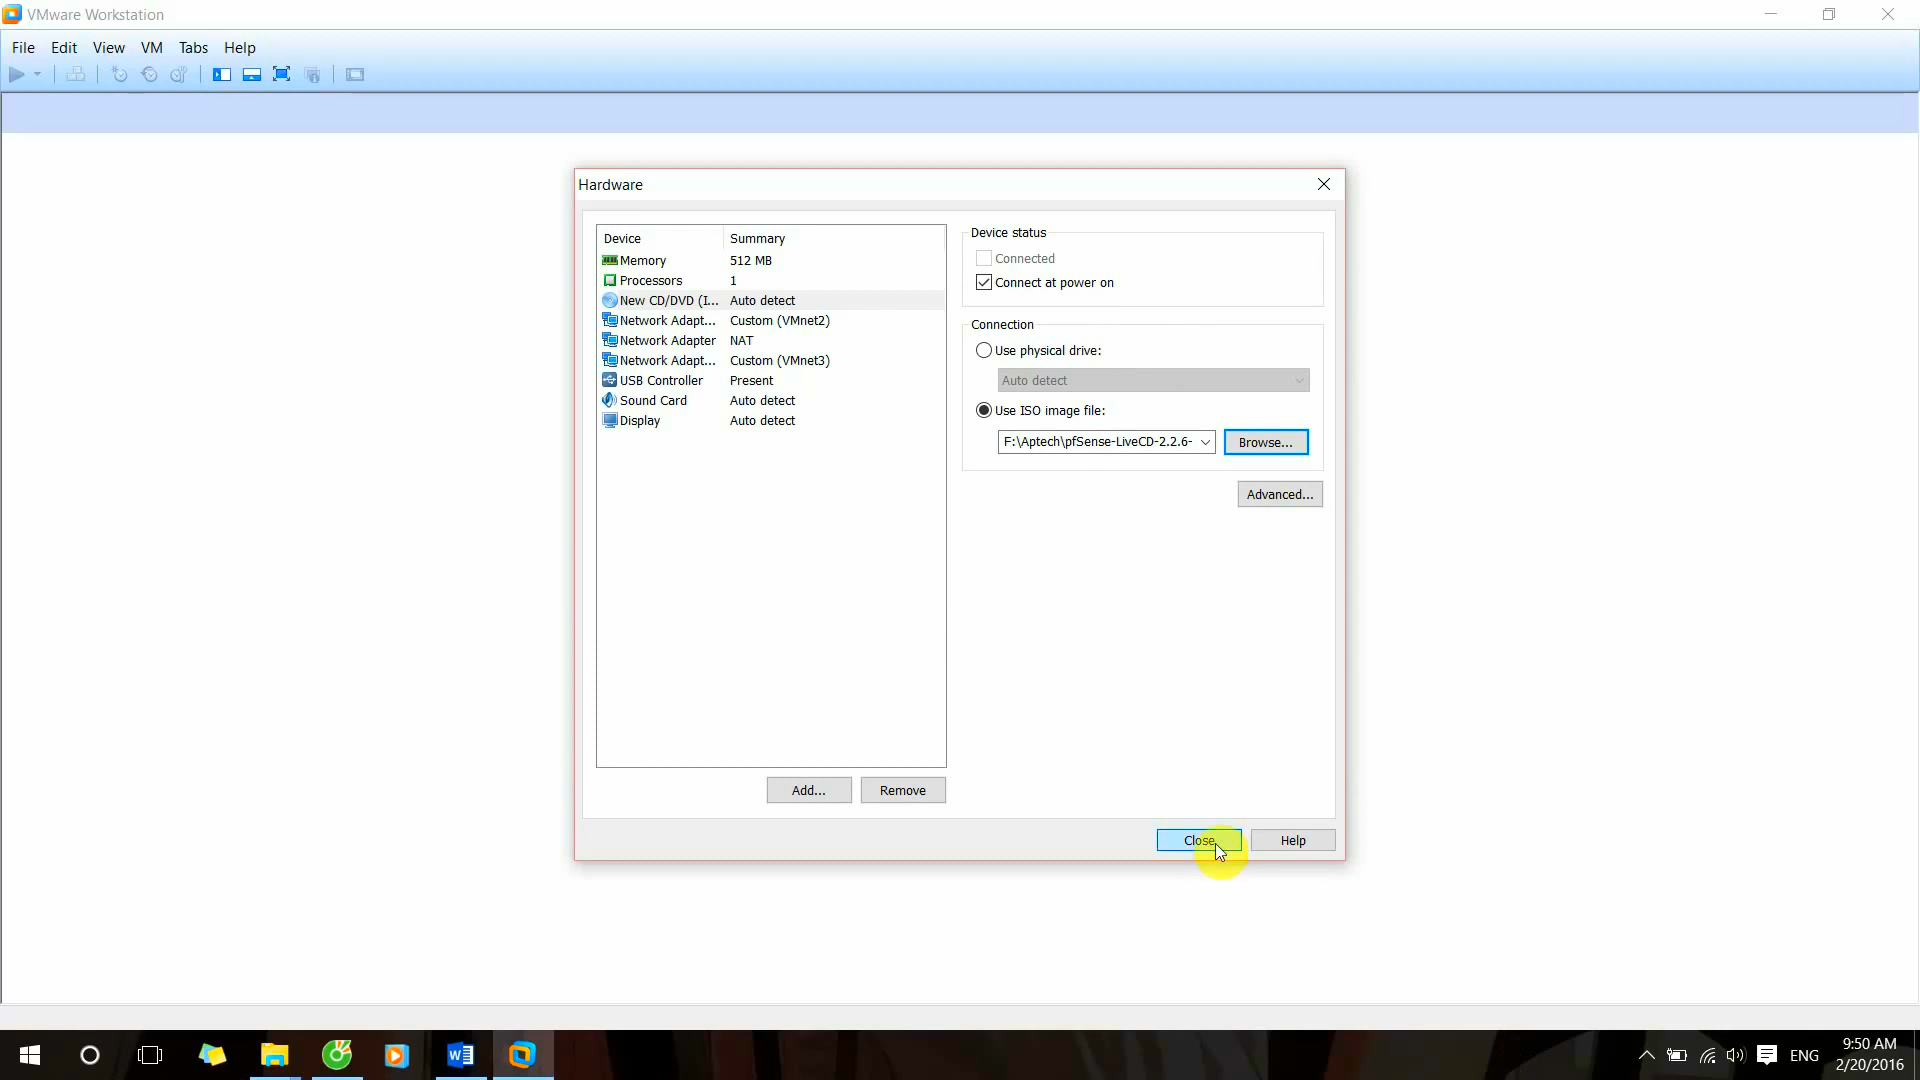 VMware Workstation
File Edit View VM Tabs Help
Hardware
Device Summary
Memory 512 MB
Processors 1
New CD/DVD (I... Auto detect
Network Adapt... Custom (VMnet2)
Network Adapter NAT
Network Adapt... Custom (VMnet3)
USB Controller Present
Sound Card Auto detect
Display Auto detect
Add... Remove
Device status
Connected
Connect at power on
Connection
Use physical drive:
Auto detect
Use ISO image file:
F:\Aptech\pfSense-LiveCD-2.2.6- Browse...
Advanced...
Close Help
ENG
9:50 AM
2/20/2016